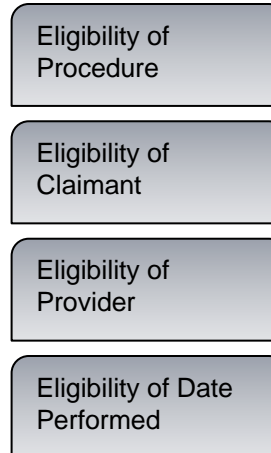 Eligibility of
Procedure
Eligibility of
Claimant
Eligibility of
Provider
Eligibility of Date
Performed